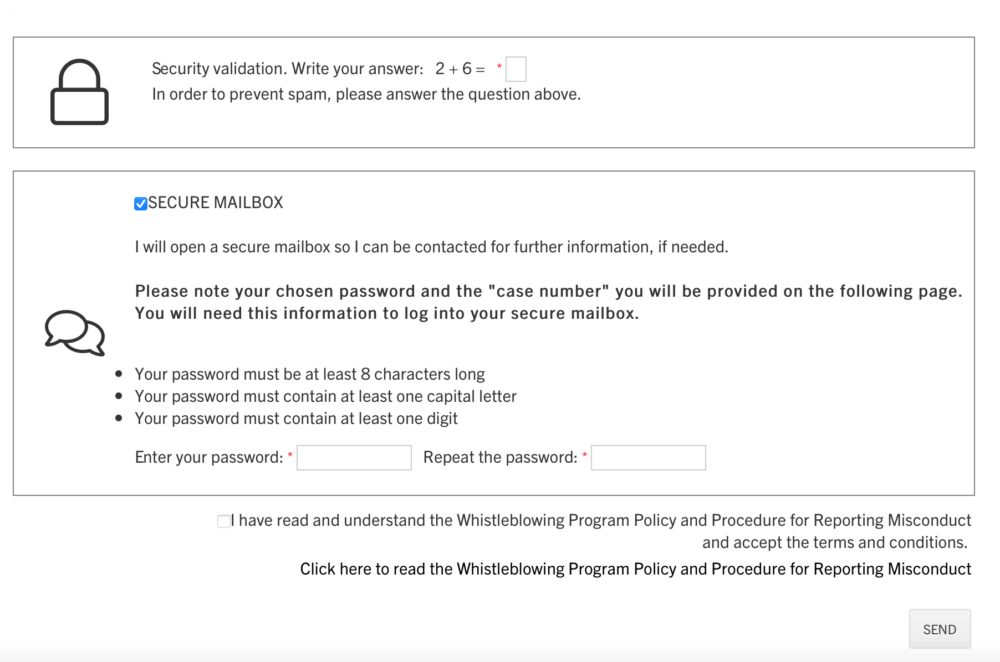 Security validation. Write your answer: 2 + 6 = *
In order to prevent spam, please answer the question above.
SECURE MAILBOX
I will open a secure mailbox so I can be contacted for further information, if needed.
Please note your chosen password and the "case number" you will be provided on the following page.
You will need this information to log into your secure mailbox.
• Your password must be at least 8 characters long
• Your password must contain at least one capital letter
• Your password must contain at least one digit
Enter your password: * Repeat the password: *
I have read and understand the Whistleblowing Program Policy and Procedure for Reporting Misconduct
and accept the terms and conditions.
Click here to read the Whistleblowing Program Policy and Procedure for Reporting Misconduct
SEND